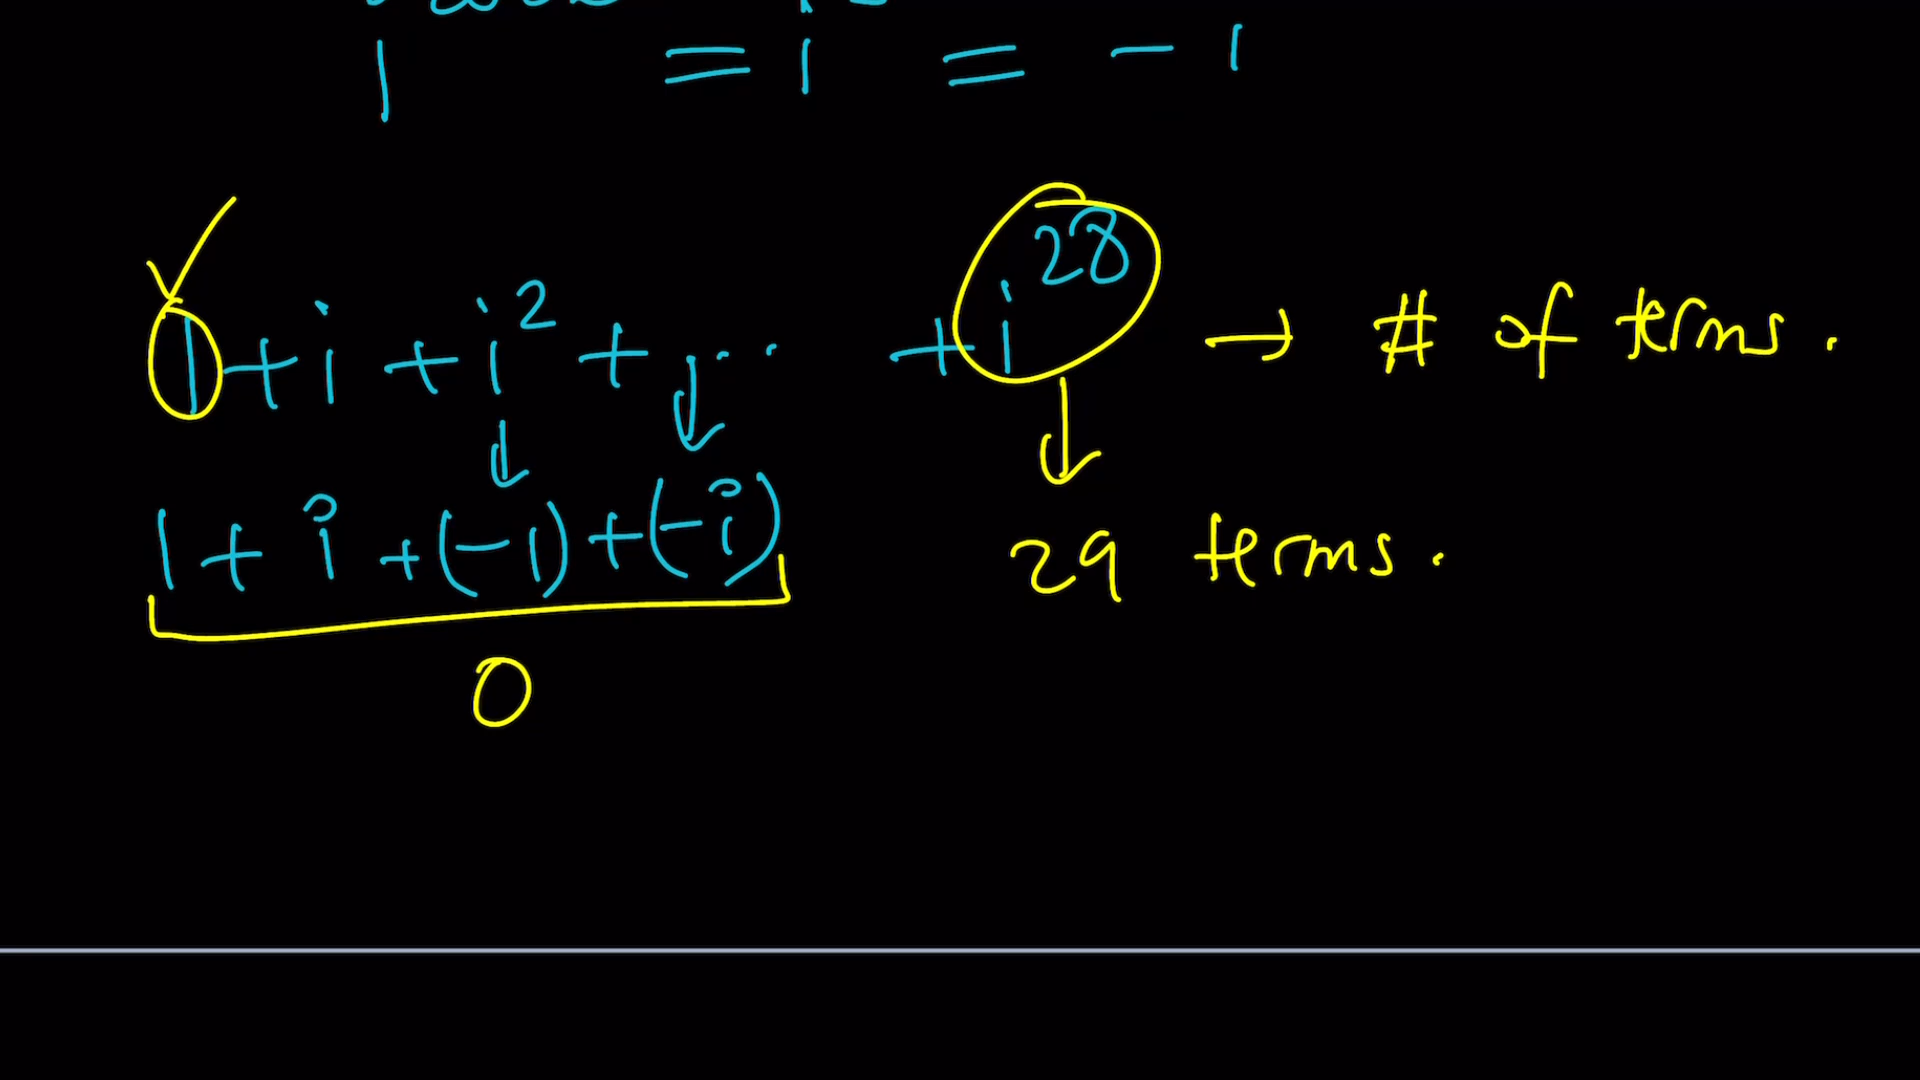 1 = i = - 1
1 + i + i² + ... + i²⁸ → # of terms.
1 + i + (-1) + (-i) 29 terms.
0